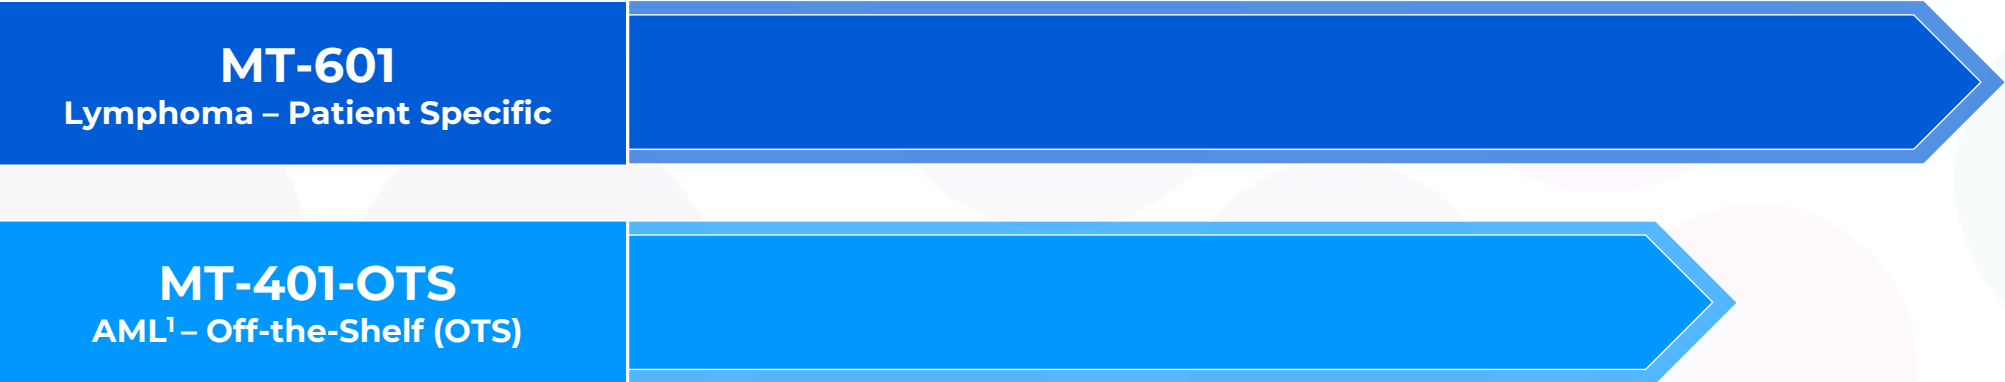 MT-601
Lymphoma – Patient Specific
MT-401-OTS
AML¹ – Off-the-Shelf (OTS)